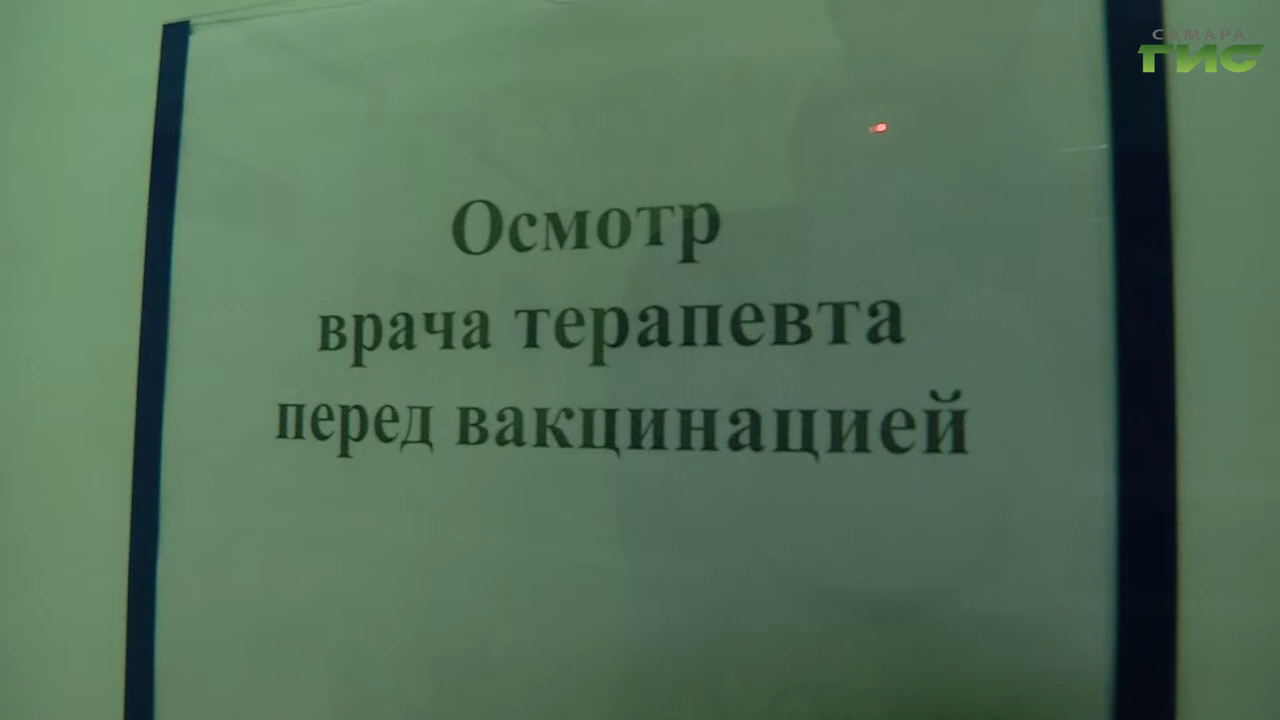 САМАРА
ГИС
Осмотр
врача терапевта
перед вакцинацией